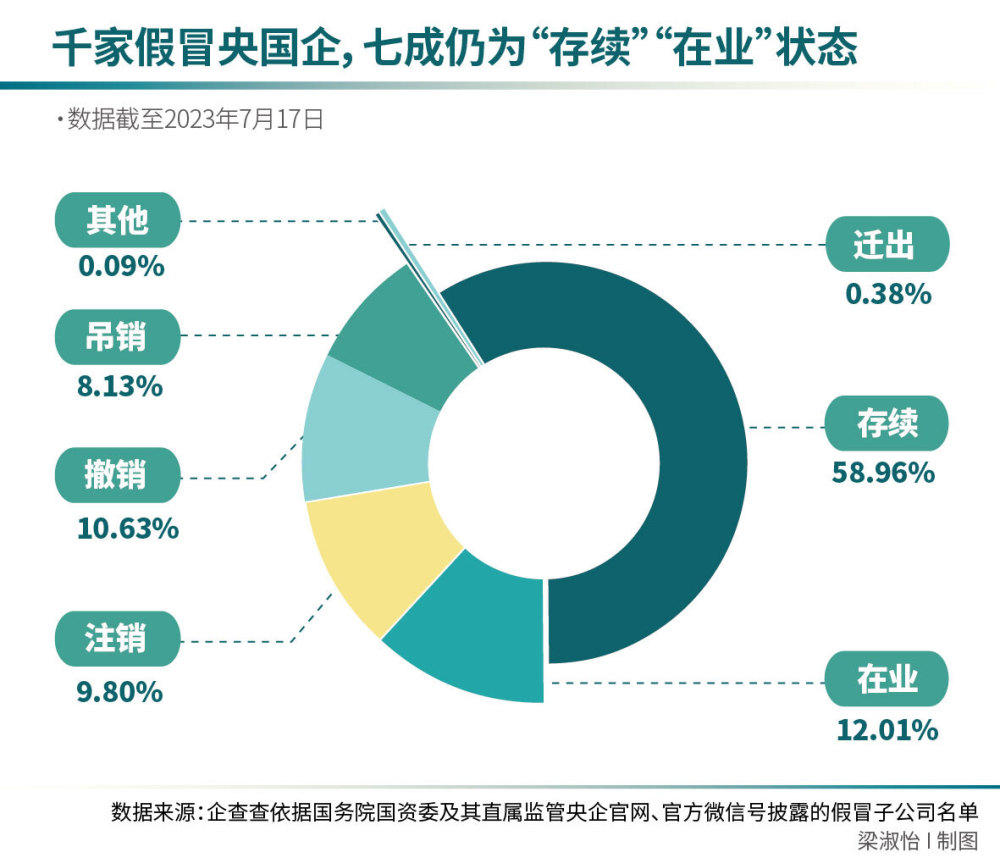 千家假冒央国企，七成仍为“存续”“在业”状态
·数据截至2023年7月17日
其他
0.09%
迁出
0.38%
吊销
8.13%
存续
58.96%
撤销
10.63%
注销
9.80%
在业
12.01%
数据来源：企查查依据国务院国资委及其直属监管央企官网、官方微信号披露的假冒子公司名单
梁淑怡 | 制图